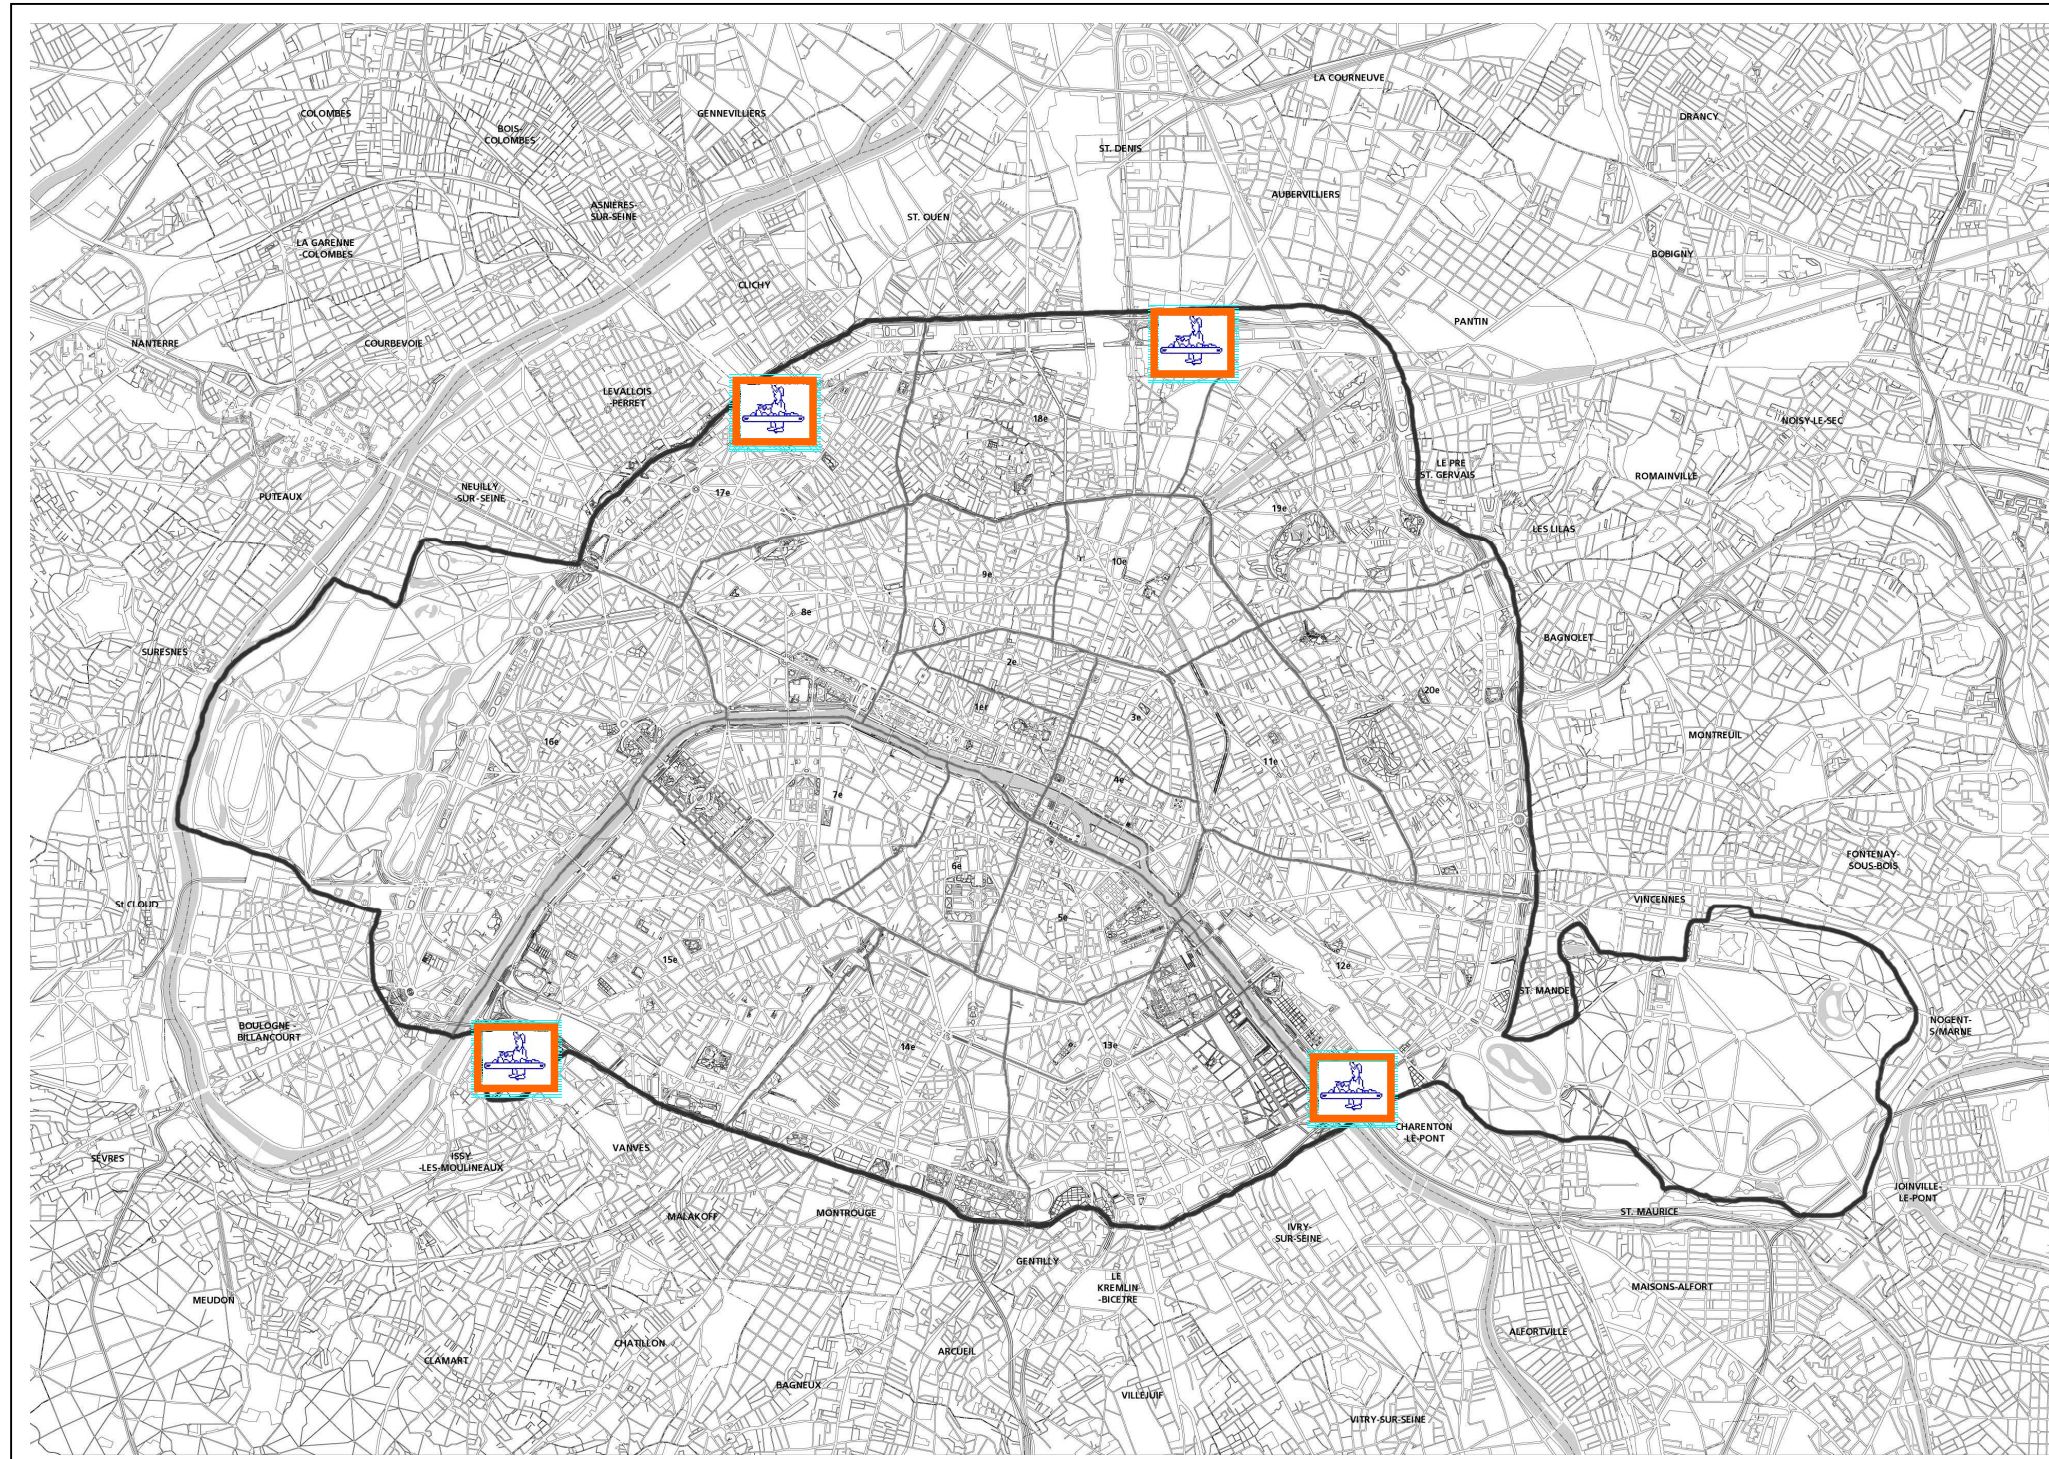 LA COURNEUVE
COLOMBES
GENNEVILLIERS
DRANCY
BOIS-
COLOMBES
ST. DENIS
AUBERVILLIERS
ASNIERES-
SUR-SEINE
ST. OUEN
LA GARENNE
-COLOMBES
BOBIGNY
CLICHY
PANTIN
NANTERRE
COURBEVOIE
LEVALLOIS
-PERRET
18e
NOISY-LE-SEC
LE PRE
ST. GERVAIS
ROMAINVILLE
NEUILLY
-SUR-SEINE
17e
PUTEAUX
19e
LES LILAS
10e
9e
8e
BAGNOLET
SURESNES
2e
20e
1er
3e
MONTREUIL
16e
11e
4e
7e
FONTENAY-
SOUS-BOIS
6e
VINCENNES
St CLOUD
5e
15e
12e
ST. MANDE
NOGENT-
S/MARNE
BOULOGNE -
BILLANCOURT
14e
13e
CHARENTON
-LE-PONT
VANVES
SÈVRES
ISSY
-LES-MOULINEAUX
JOINVILLE-
LE-PONT
MALAKOFF
MONTROUGE
ST. MAURICE
IVRY-
SUR-SEINE
GENTILLY
LE
KREMLIN
-BICETRE
MAISONS-ALFORT
MEUDON
ALFORTVILLE
CHATILLON
ARCUEIL
CLAMART
BAGNEUX
VILLEJUIF
VITRY-SUR-SEINE